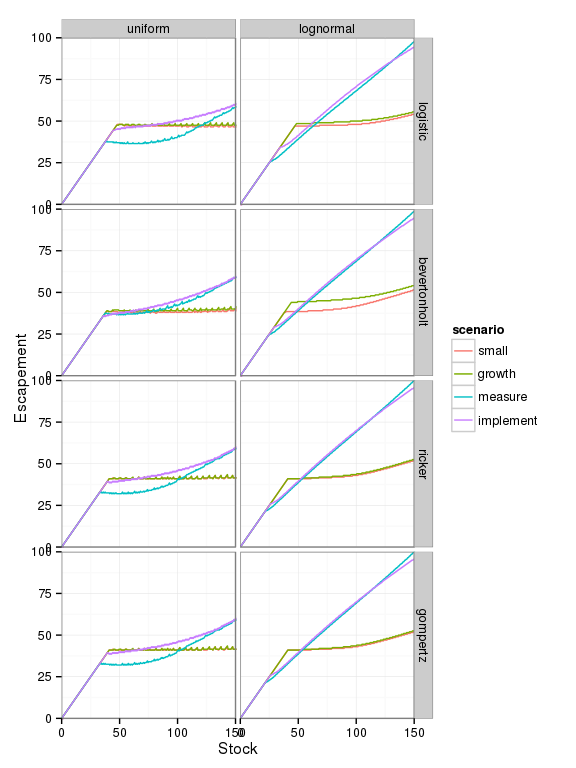 uniform
lognormal
100
75
50
25
0
logistic
100
75
50
25
0
bevertonholt
100
75
50
25
0
ricker
100
75
50
25
0
gompertz
0
50
100
150
0
50
100
150
Stock
Escapement
scenario
small
growth
measure
implement